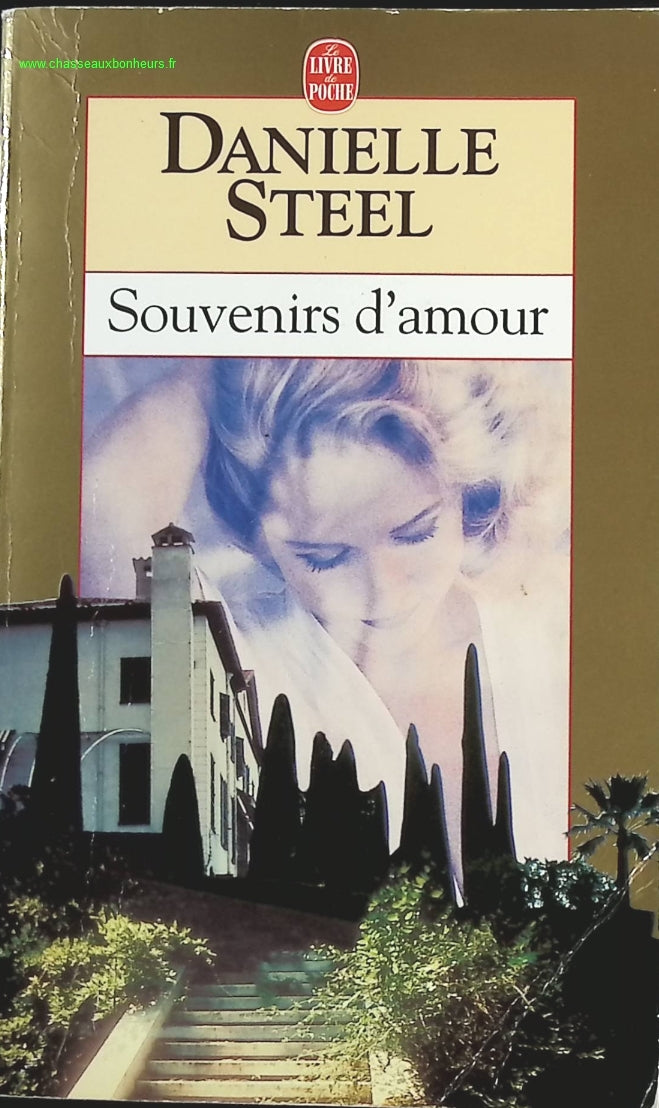 www.chasseauxbonheurs.fr
Le
LIVRE
de
POCHE
DANIELLE
STEEL
Souvenirs d'amour